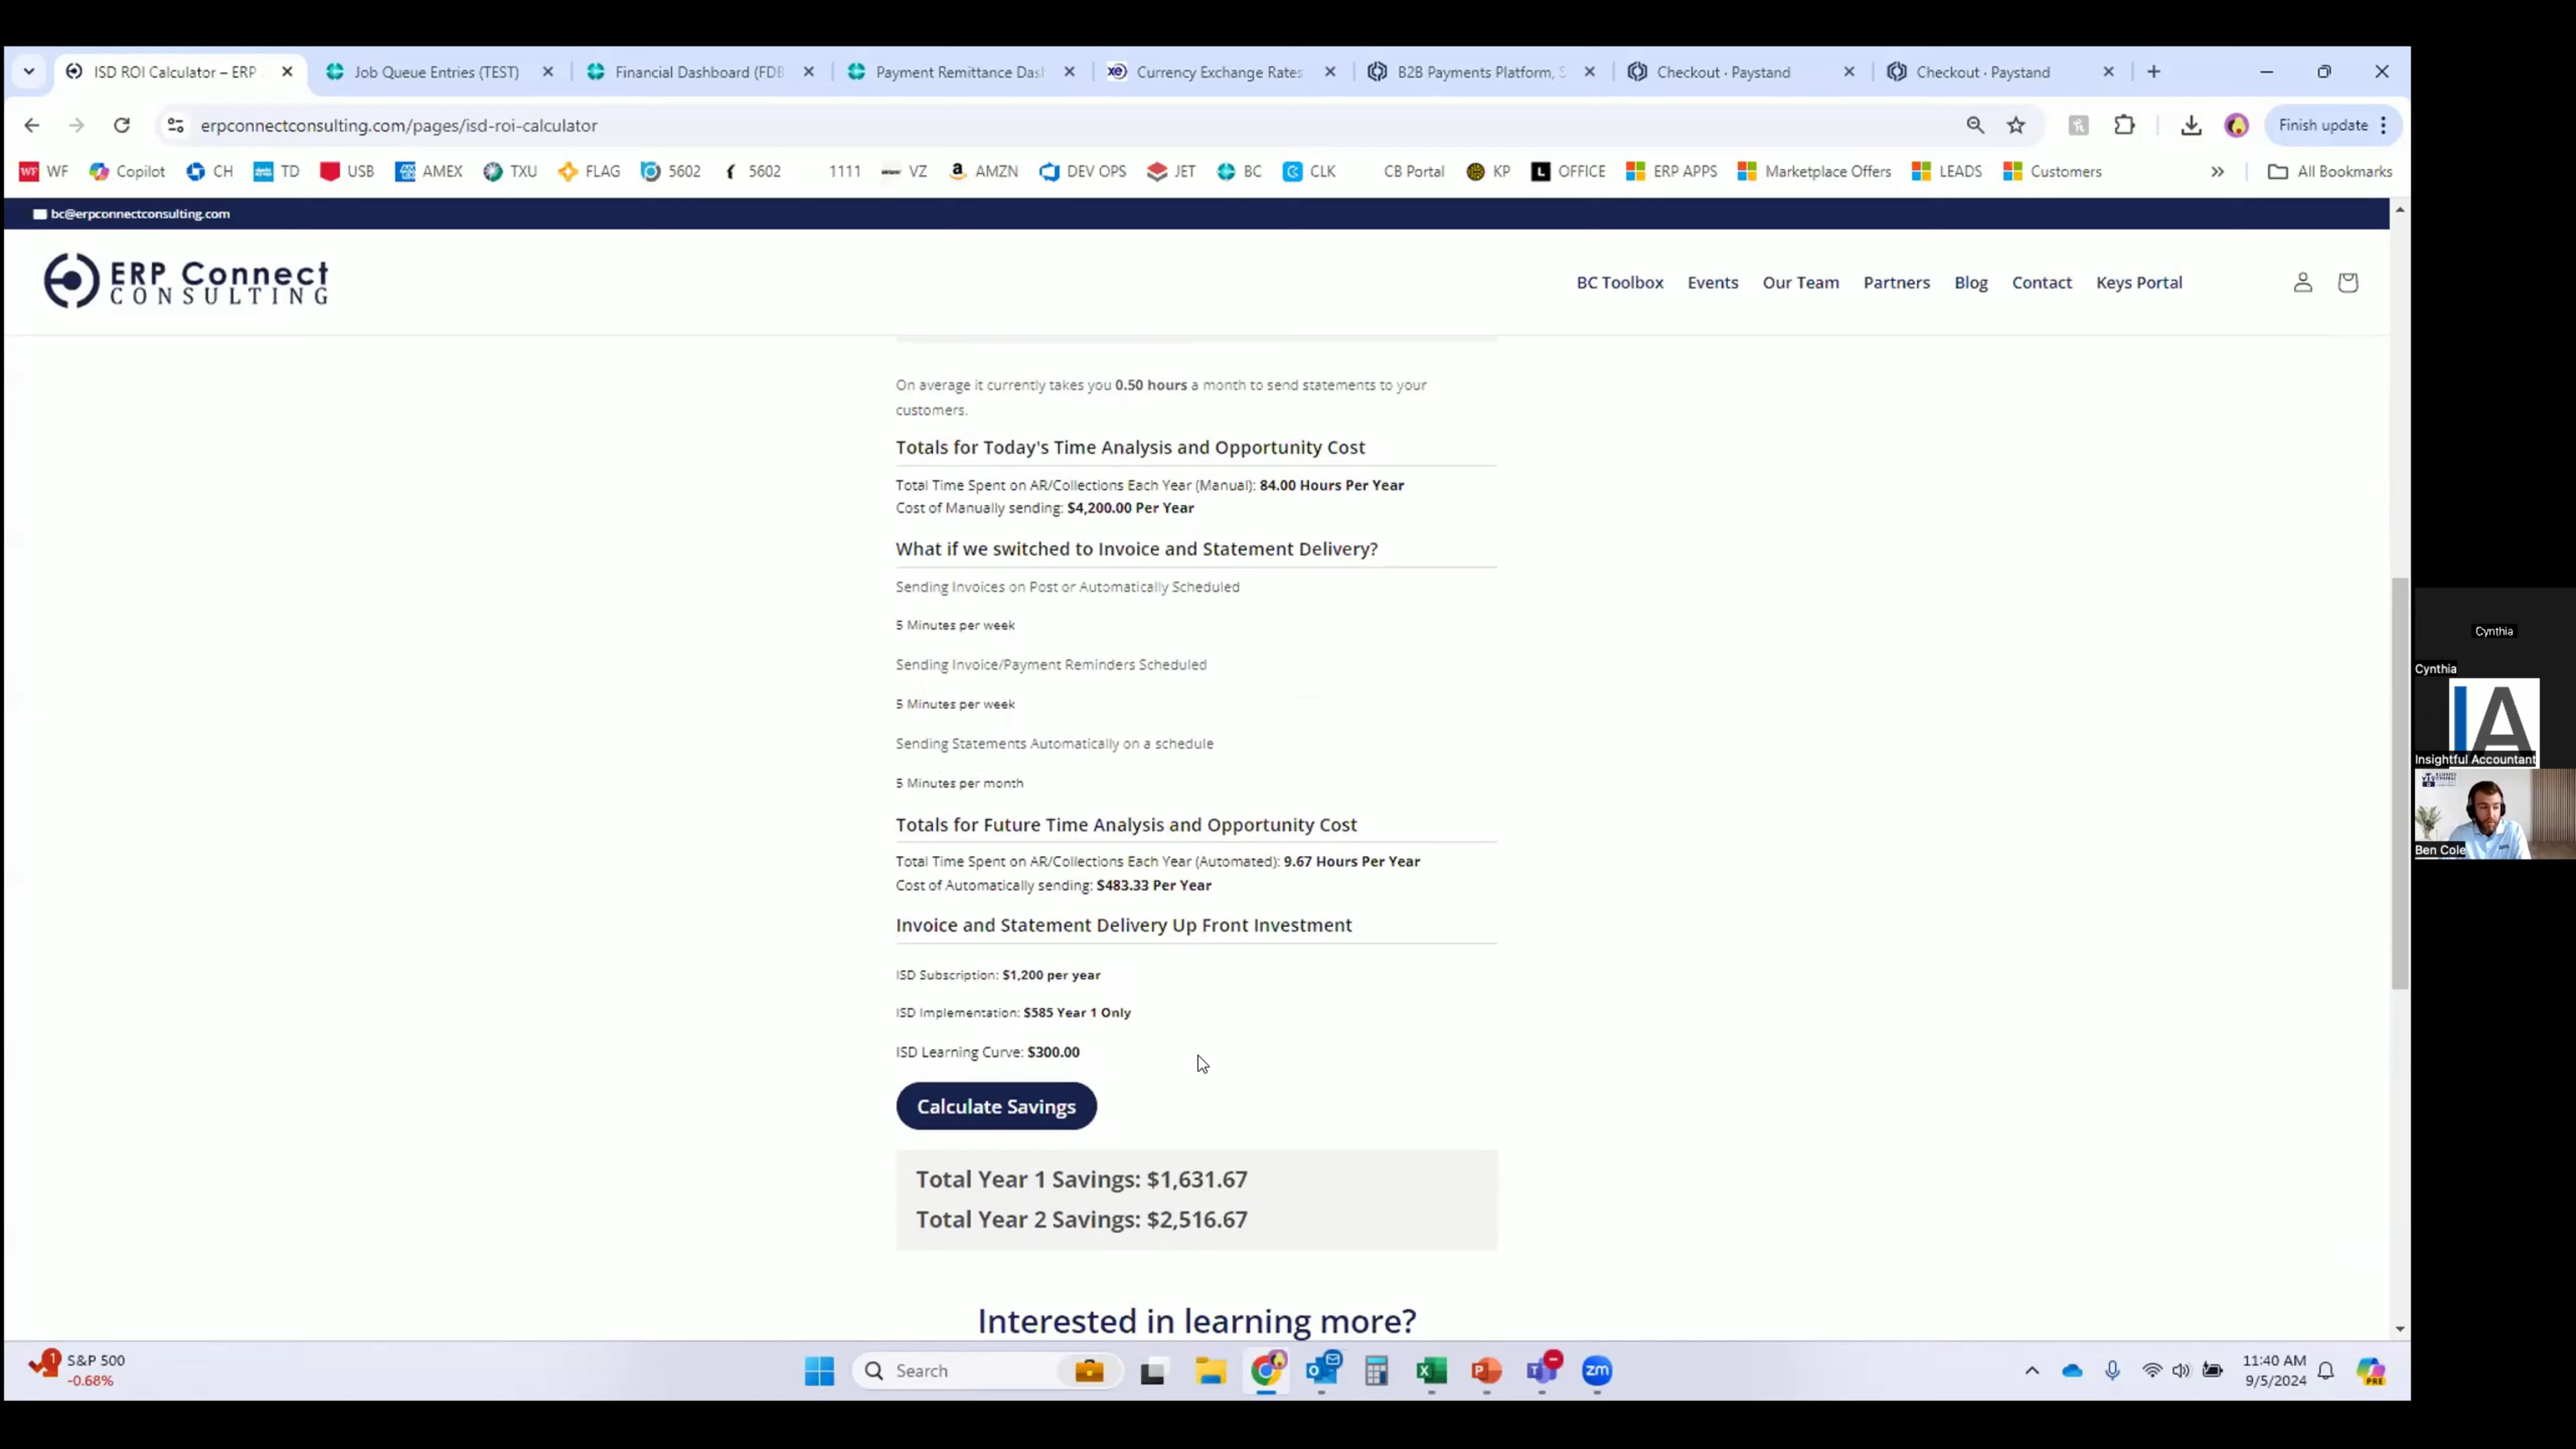 ISD ROI Calculator – ERP
Job Queue Entries (TEST)
Financial Dashboard (FDB
Payment Remittance Das
Currency Exchange Rates
B2B Payments Platform, S
Checkout · Paystand
Checkout · Paystand
erpconnectconsulting.com/pages/isd-roi-calculator
Finish update
WF WF Copilot CH TD USB AMEX TXU FLAG 5602 5602 1111 VZ AMZN DEV OPS JET BC CLK CB Portal KP L OFFICE ERP APPS Marketplace Offers LEADS Customers » All Bookmarks
bc@erpconnectconsulting.com
ERP Connect
CONSULTING
BC Toolbox Events Our Team Partners Blog Contact Keys Portal
On average it currently takes you 0.50 hours a month to send statements to your
customers.
Totals for Today's Time Analysis and Opportunity Cost
Total Time Spent on AR/Collections Each Year (Manual): 84.00 Hours Per Year
Cost of Manually sending: $4,200.00 Per Year
What if we switched to Invoice and Statement Delivery?
Sending Invoices on Post or Automatically Scheduled
5 Minutes per week
Sending Invoice/Payment Reminders Scheduled
5 Minutes per week
Sending Statements Automatically on a schedule
5 Minutes per month
Totals for Future Time Analysis and Opportunity Cost
Total Time Spent on AR/Collections Each Year (Automated): 9.67 Hours Per Year
Cost of Automatically sending: $483.33 Per Year
Invoice and Statement Delivery Up Front Investment
ISD Subscription: $1,200 per year
ISD Implementation: $585 Year 1 Only
ISD Learning Curve: $300.00
Calculate Savings
Total Year 1 Savings: $1,631.67
Total Year 2 Savings: $2,516.67
Interested in learning more?
Cynthia
Cynthia
IA
Insightful Accountant
Ben Cole
1
S&P 500
-0.68%
Search
zm
11:40 AM
9/5/2024
PRE